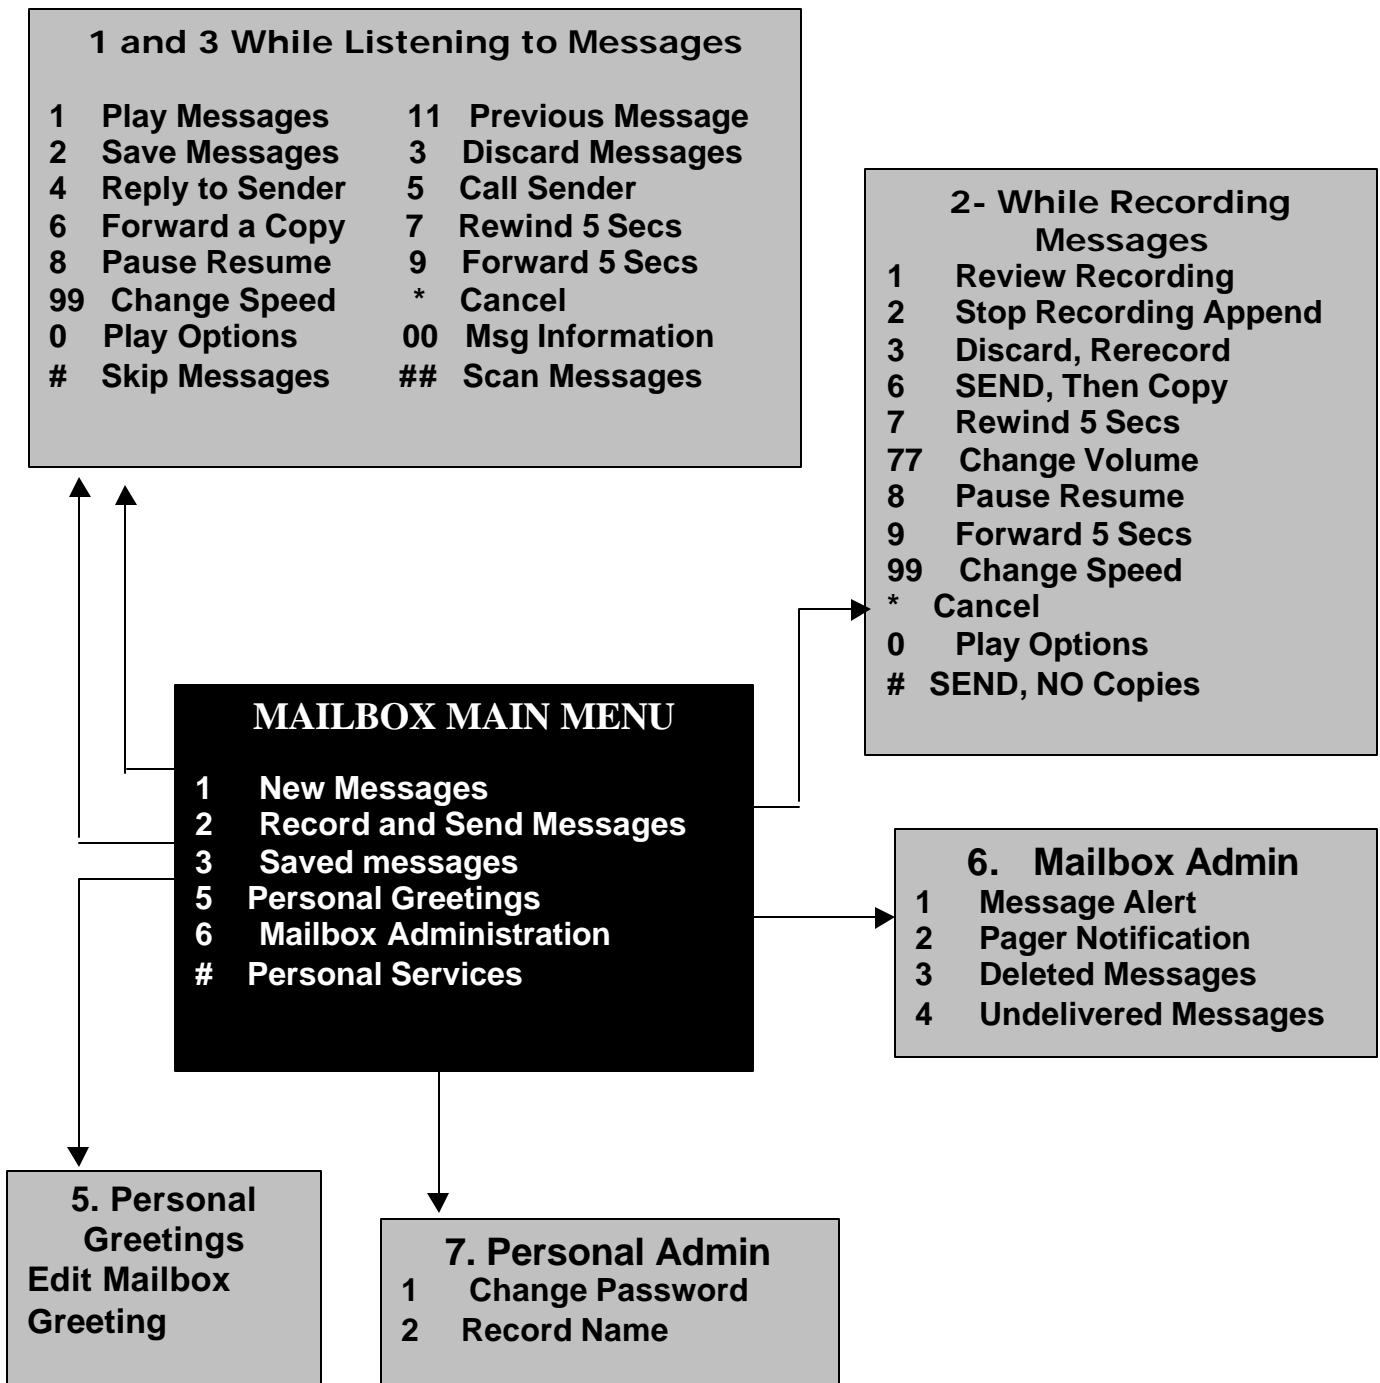 1 and 3 While Listening to Messages
1 Play Messages 11 Previous Message
2 Save Messages 3 Discard Messages
4 Reply to Sender 5 Call Sender
6 Forward a Copy 7 Rewind 5 Secs
8 Pause Resume 9 Forward 5 Secs
99 Change Speed * Cancel
0 Play Options 00 Msg Information
# Skip Messages ## Scan Messages
2- While Recording
Messages
1 Review Recording
2 Stop Recording Append
3 Discard, Rerecord
6 SEND, Then Copy
7 Rewind 5 Secs
77 Change Volume
8 Pause Resume
9 Forward 5 Secs
99 Change Speed
* Cancel
0 Play Options
# SEND, NO Copies
MAILBOX MAIN MENU
1 New Messages
2 Record and Send Messages
3 Saved messages
5 Personal Greetings
6 Mailbox Administration
# Personal Services
6. Mailbox Admin
1 Message Alert
2 Pager Notification
3 Deleted Messages
4 Undelivered Messages
5. Personal
Greetings
Edit Mailbox
Greeting
7. Personal Admin
1 Change Password
2 Record Name